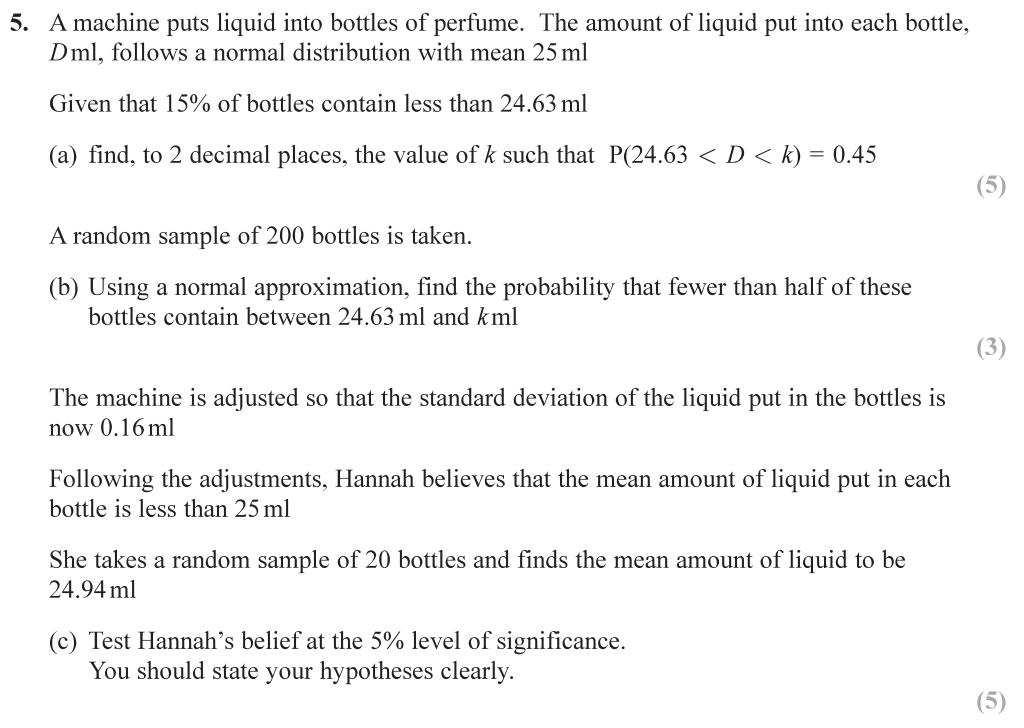 5. A machine puts liquid into bottles of perfume. The amount of liquid put into each bottle,
Dml, follows a normal distribution with mean 25 ml
Given that 15% of bottles contain less than 24.63 ml
(a) find, to 2 decimal places, the value of k such that P(24.63 < D < k) = 0.45
(5)
A random sample of 200 bottles is taken.
(b) Using a normal approximation, find the probability that fewer than half of these
bottles contain between 24.63 ml and k ml
(3)
The machine is adjusted so that the standard deviation of the liquid put in the bottles is
now 0.16 ml
Following the adjustments, Hannah believes that the mean amount of liquid put in each
bottle is less than 25 ml
She takes a random sample of 20 bottles and finds the mean amount of liquid to be
24.94 ml
(c) Test Hannah's belief at the 5% level of significance.
You should state your hypotheses clearly.
(5)